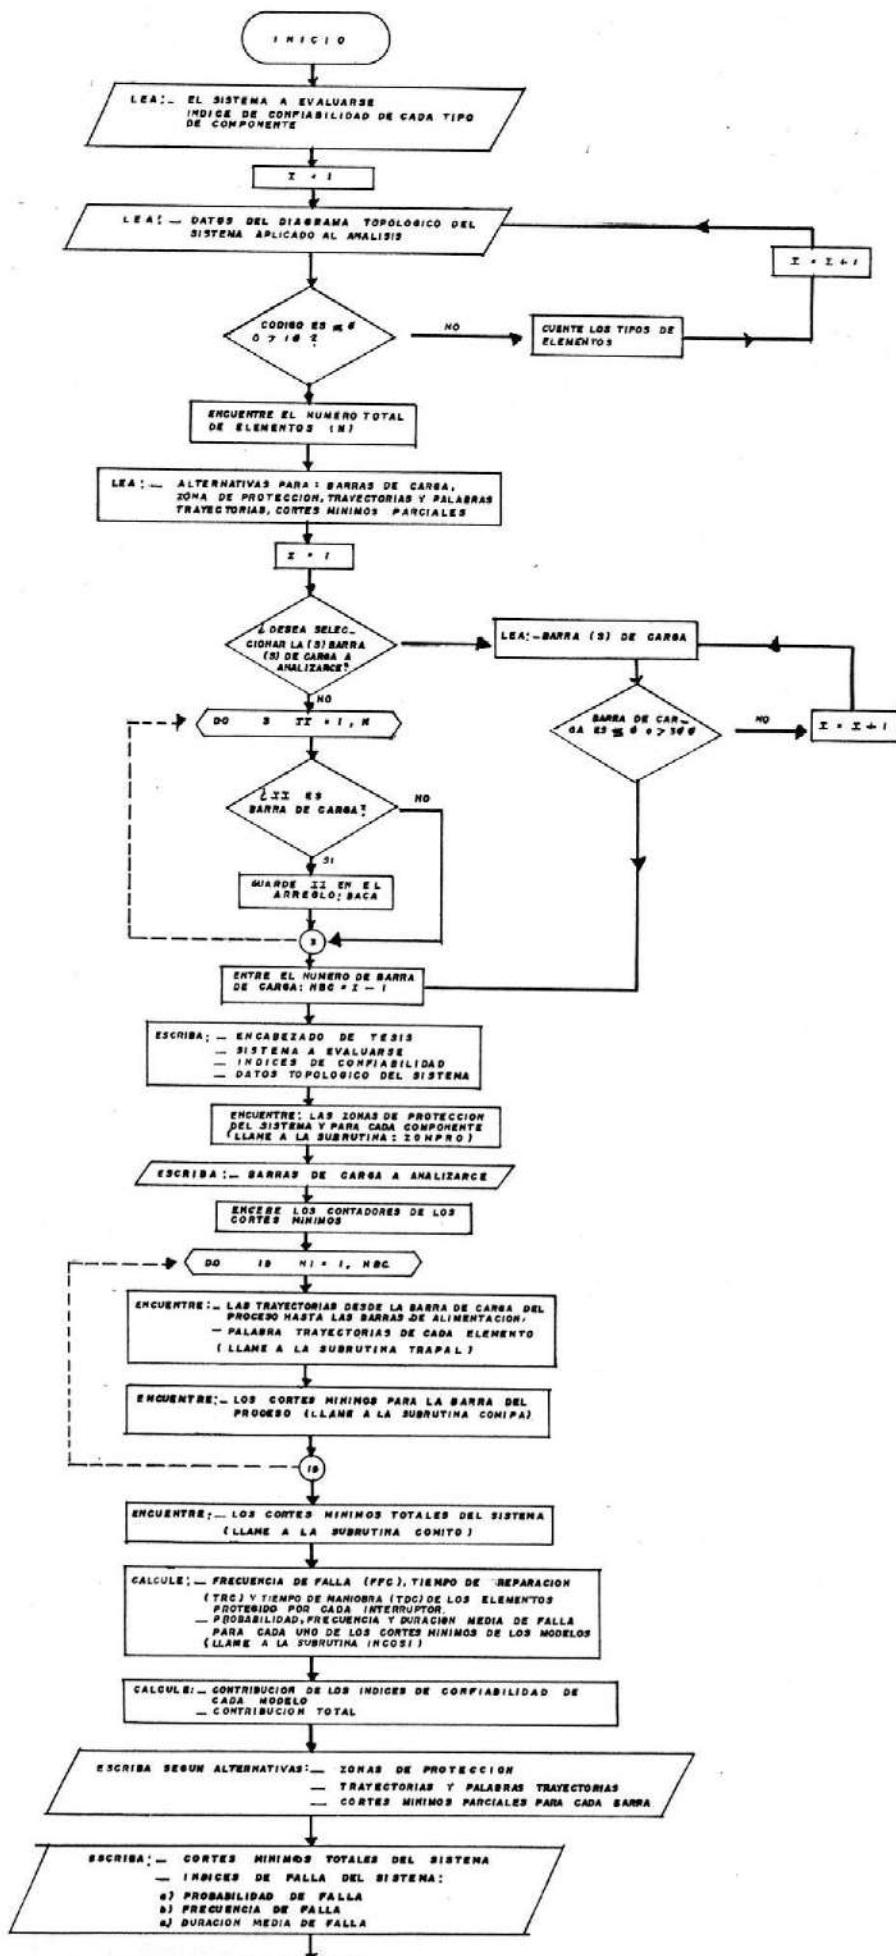 INICIO
LEA:_ EL SISTEMA A EVALUARSE
INDICE DE CONFIABILIDAD DE CADA TIPO
DE COMPONENTE
I = 1
LEA:_ DATOS DEL DIAGRAMA TOPOLOGICO DEL
SISTEMA APLICADO AL ANALISIS
I = I + 1
CODIGO ES ≤ 0
O > 10 ?
NO
CUENTE LOS TIPOS DE
ELEMENTOS
ENCUENTRE EL NUMERO TOTAL
DE ELEMENTOS (N)
LEA:_ ALTERNATIVAS PARA: BARRAS DE CARGA,
ZONA DE PROTECCION, TRAYECTORIAS Y PALABRAS
TRAYECTORIAS, CORTES MINIMOS PARCIALES
I = 1
¿DESEA SELEC_
CIONAR LA (S) BARRA
(S) DE CARGA A
ANALIZARCE?
LEA:_BARRA (S) DE CARGA
NO
DO 3 II = 1, N
BARRA DE CAR_
GA ES ≤ 0 O > 300
NO
I = I + 1
¿II ES
BARRA DE CARGA?
NO
SI
GUARDE II EN EL
ARREGLO: BACA
3
ENTRE EL NUMERO DE BARRA
DE CARGA: NBC = I - 1
ESCRIBA:_ ENCABEZADO DE TESIS
_ SISTEMA A EVALUARSE
_ INDICES DE CONFIABILIDAD
_ DATOS TOPOLOGICO DEL SISTEMA
ENCUENTRE: LAS ZONAS DE PROTECCION
DEL SISTEMA Y PARA CADA COMPONENTE
(LLAME A LA SUBRUTINA: ZONPRO)
ESCRIBA:_ BARRAS DE CARGA A ANALIZARCE
ENCERE LOS CONTADORES DE LOS
CORTES MINIMOS
DO 18 NI = 1, NBC
ENCUENTRE:_ LAS TRAYECTORIAS DESDE LA BARRA DE CARGA DEL
PROCESO HASTA LAS BARRAS DE ALIMENTACION,
_ PALABRA TRAYECTORIAS DE CADA ELEMENTO
(LLAME A LA SUBRUTINA TRAPAL)
ENCUENTRE:_ LOS CORTES MINIMOS PARA LA BARRA DEL
PROCESO (LLAME A LA SUBRUTINA COMIPA)
18
ENCUENTRE:_ LOS CORTES MINIMOS TOTALES DEL SISTEMA
(LLAME A LA SUBRUTINA COMITO)
CALCULE:_ FRECUENCIA DE FALLA (FFC), TIEMPO DE REPARACION
(TRC) Y TIEMPO DE MANIOBRA (TDC) DE LOS ELEMENTOS
PROTEGIDO POR CADA INTERRUPTOR.
_ PROBABILIDAD, FRECUENCIA Y DURACION MEDIA DE FALLA
PARA CADA UNO DE LOS CORTES MINIMOS DE LOS MODELOS
(LLAME A LA SUBRUTINA INCOSI)
CALCULE:_ CONTRIBUCION DE LOS INDICES DE CONFIABILIDAD DE
CADA MODELO
_ CONTRIBUCION TOTAL
ESCRIBA SEGUN ALTERNATIVAS:_ ZONAS DE PROTECCION
_ TRAYECTORIAS Y PALABRAS TRAYECTORIAS
_ CORTES MINIMOS PARCIALES PARA CADA BARRA
ESCRIBA:_ CORTES MINIMOS TOTALES DEL SISTEMA
_ INDICES DE FALLA DEL SISTEMA:
a) PROBABILIDAD DE FALLA
b) FRECUENCIA DE FALLA
c) DURACION MEDIA DE FALLA